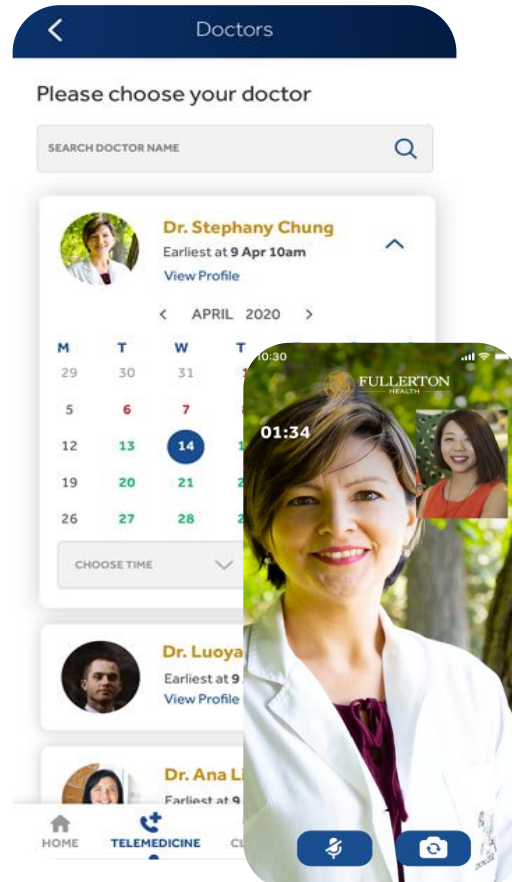 Doctors
Please choose your doctor
SEARCH DOCTOR NAME
Dr. Stephany Chung
Earliest at 9 Apr 10am
View Profile
< APRIL 2020 >
M T W T
29 30 31
5 6 7
12 13 14
19 20 21
26 27 28
CHOOSE TIME
Dr. Luoya
Earliest at 9
View Profile
Dr. Ana Li
Earliest at 9
HOME TELEMEDICINE CL
10:30
FULLERTON
HEALTH
01:34